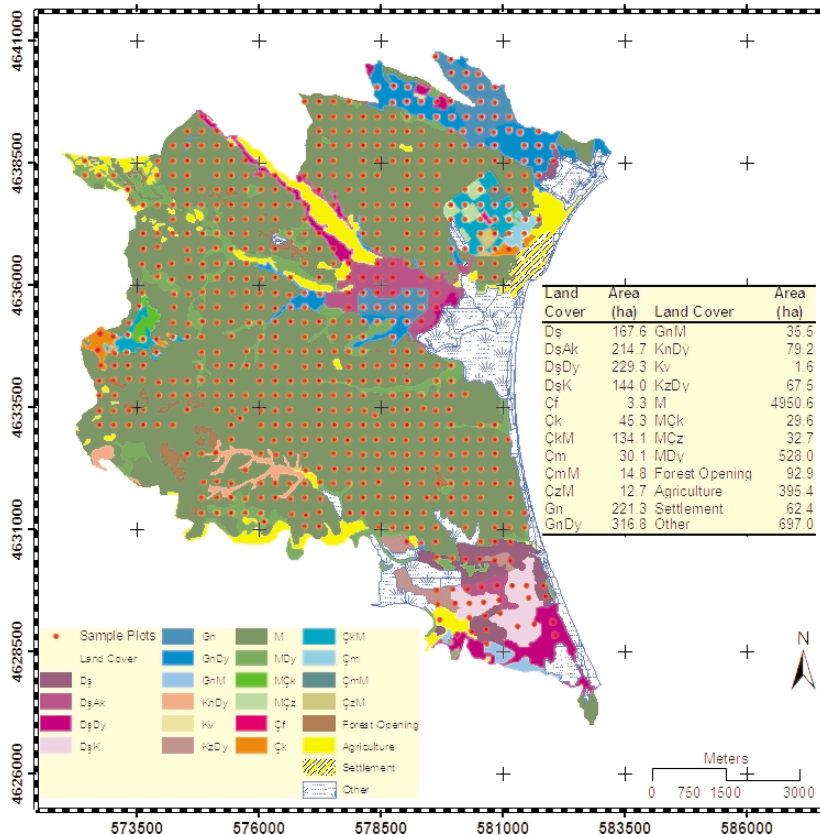 4641000
4638500
4636000
4633500
4631000
4628500
4626000
Land Cover Area (ha) Land Cover Area (ha)
Dş 167.6 GnM 35.5
DşAk 214.7 KnDy 79.2
DşDy 229.3 Kv 1.6
DşK 144.0 KzDy 67.5
Çf 3.3 M 4950.6
Çk 45.3 MÇk 29.6
ÇkM 134.1 MÇz 32.7
Çm 30.1 MDy 528.0
ÇmM 14.8 Forest Opening 92.9
ÇzM 12.7 Agriculture 395.4
Gn 221.3 Settlement 62.4
GnDy 316.8 Other 697.0
Sample Plots
Land Cover
Dş
DşAk
DşDy
DşK
Gn
GnDy
GnM
KnDy
Kv
KzDy
M
MDy
MÇk
MÇz
Çf
Çk
ÇkM
Çm
ÇmM
ÇzM
Forest Opening
Agriculture
Settlement
Other
N
Meters
0 750 1500 3000
573500 576000 578500 581000 583500 586000